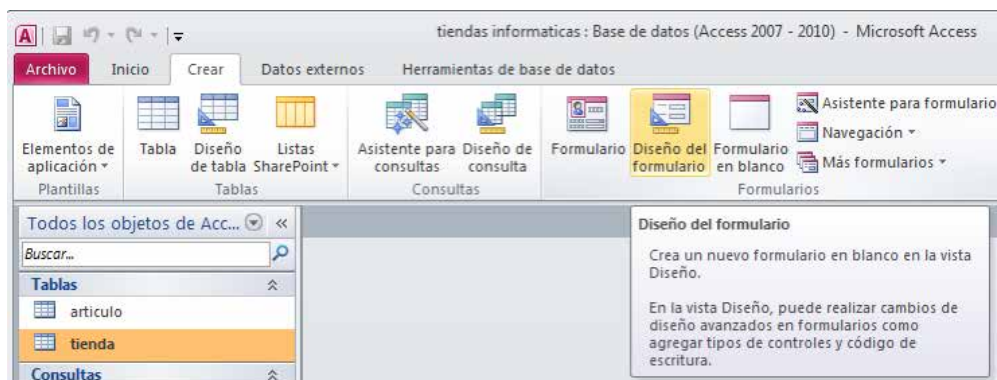 tiendas informaticas : Base de datos (Access 2007 - 2010) - Microsoft Access
Archivo Inicio Crear Datos externos Herramientas de base de datos
Elementos de aplicación
Tabla
Diseño de tabla
Listas SharePoint
Asistente para consultas
Diseño de consulta
Formulario
Diseño del formulario
Formulario en blanco
Asistente para formulario
Navegación
Más formularios
Plantillas Tablas Consultas Formularios
Todos los objetos de Acc...
Buscar...
Tablas
articulo
tienda
Consultas
Diseño del formulario
Crea un nuevo formulario en blanco en la vista
Diseño.
En la vista Diseño, puede realizar cambios de
diseño avanzados en formularios como
agregar tipos de controles y código de
escritura.